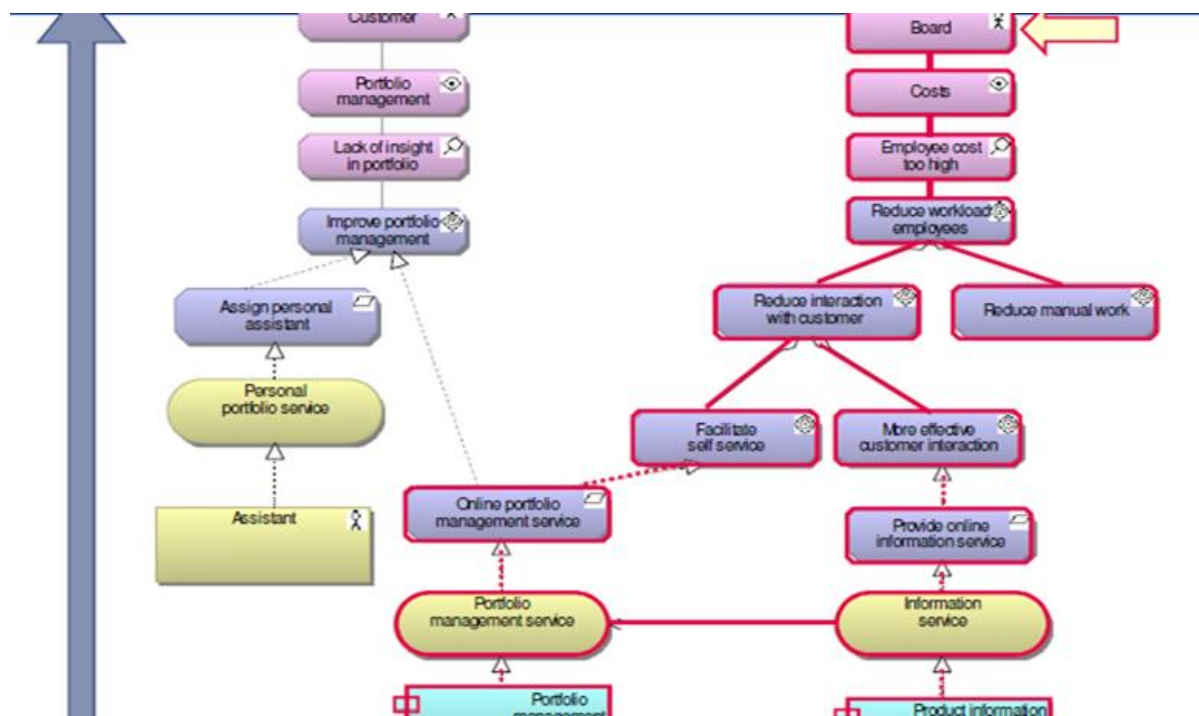 Customer
Board
Portfolio
management
Costs
Lack of insight
in portfolio
Employee cost
too high
Improve portfolio
management
Reduce workload
employees
Assign personal
assistant
Reduce interaction
with customer
Reduce manual work
Personal
portfolio service
Facilitate
self service
More effective
customer interaction
Online portfolio
management service
Assistant
Provide online
information service
Portfolio
management service
Information
service
Portfolio
management
Product information